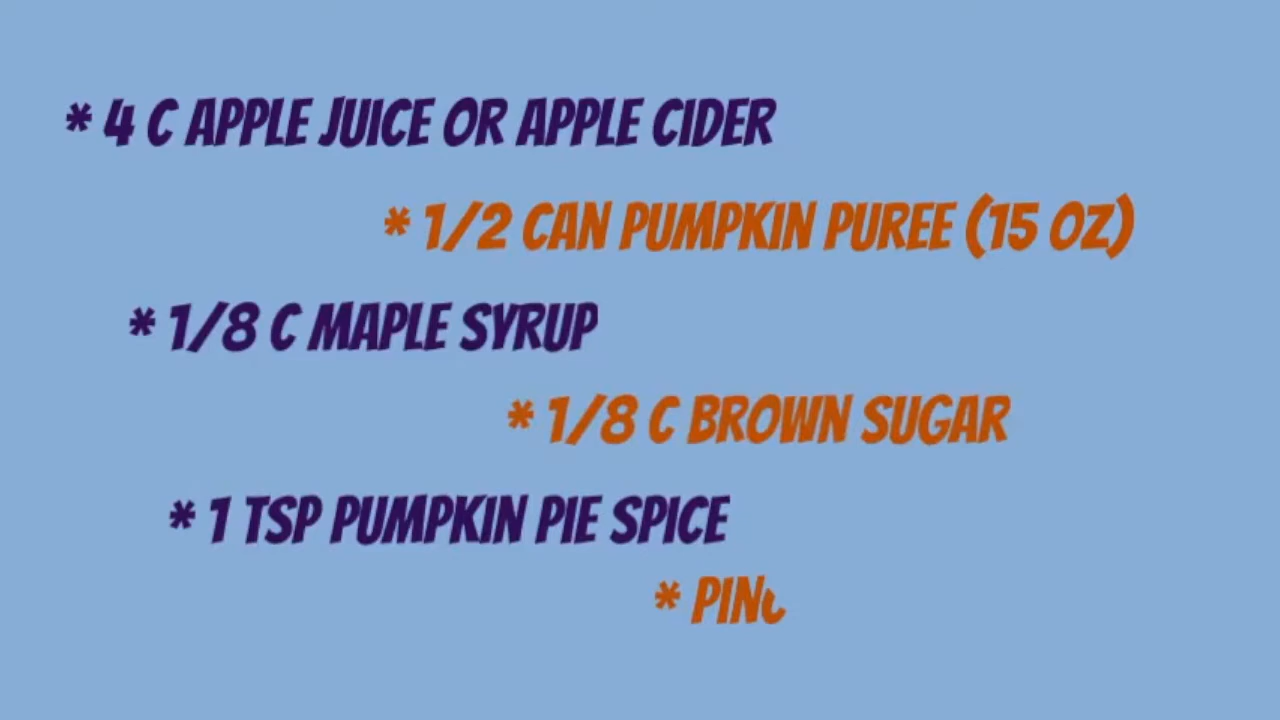 * 4 C APPLE JUICE OR APPLE CIDER
* 1/2 CAN PUMPKIN PUREE (15 OZ)
* 1/8 C MAPLE SYRUP
* 1/8 C BROWN SUGAR
* 1 TSP PUMPKIN PIE SPICE
*